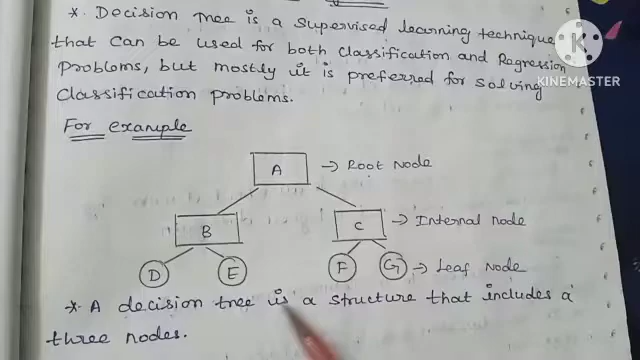 * Decision Tree is a Supervised learning technique
that can be used for both classification and Regression
Problems, but mostly it is preferred for solving
classification problems.
KINEMASTER
For example
A → Root Node
B C → Internal node
D E F G → Leaf Node
* A decision tree is a structure that includes a
three nodes.